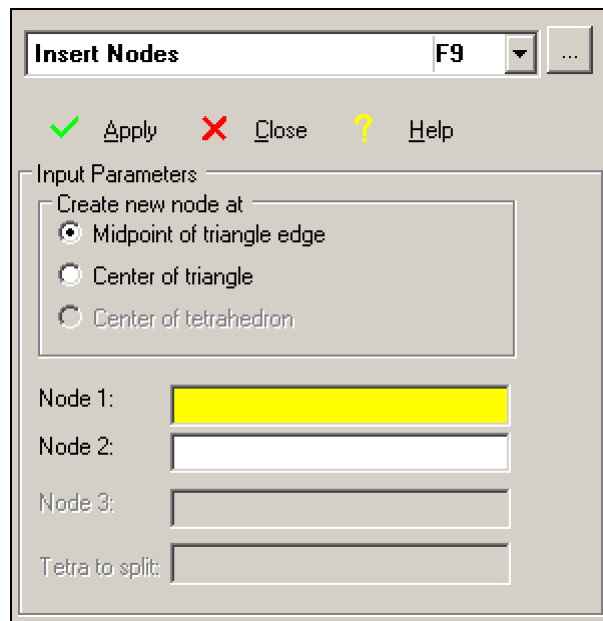 Insert Nodes F9 ...
Apply Close ? Help
Input Parameters
Create new node at
Midpoint of triangle edge
Center of triangle
Center of tetrahedron
Node 1:
Node 2:
Node 3:
Tetra to split: